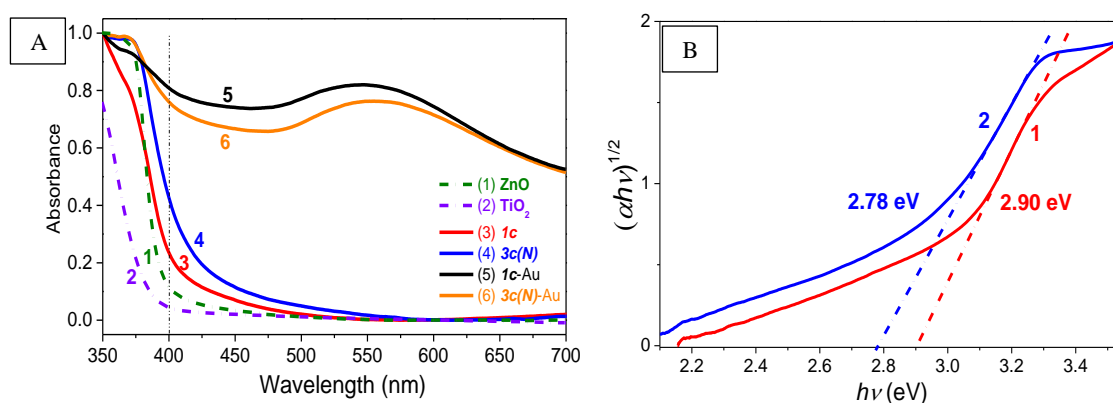 A
1.0
0.8
0.6
0.4
0.2
0.0
Absorbance
350 400 450 500 550 600 650 700
Wavelength (nm)
5
6
4
1
3
2
(1) ZnO
(2) TiO₂
(3) 1c
(4) 3c(N)
(5) 1c-Au
(6) 3c(N)-Au
B
2
1
0
(αhν)^1/2
2.2 2.4 2.6 2.8 3.0 3.2 3.4
hν (eV)
2
1
2.78 eV
2.90 eV